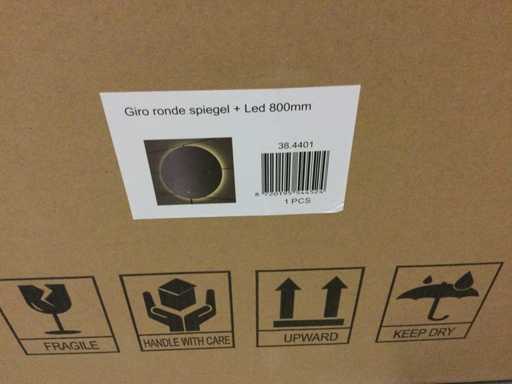 Giro ronde spiegel + Led 800mm
38.4401
1 PCS
FRAGILE
HANDLE WITH CARE
UPWARD
KEEP DRY